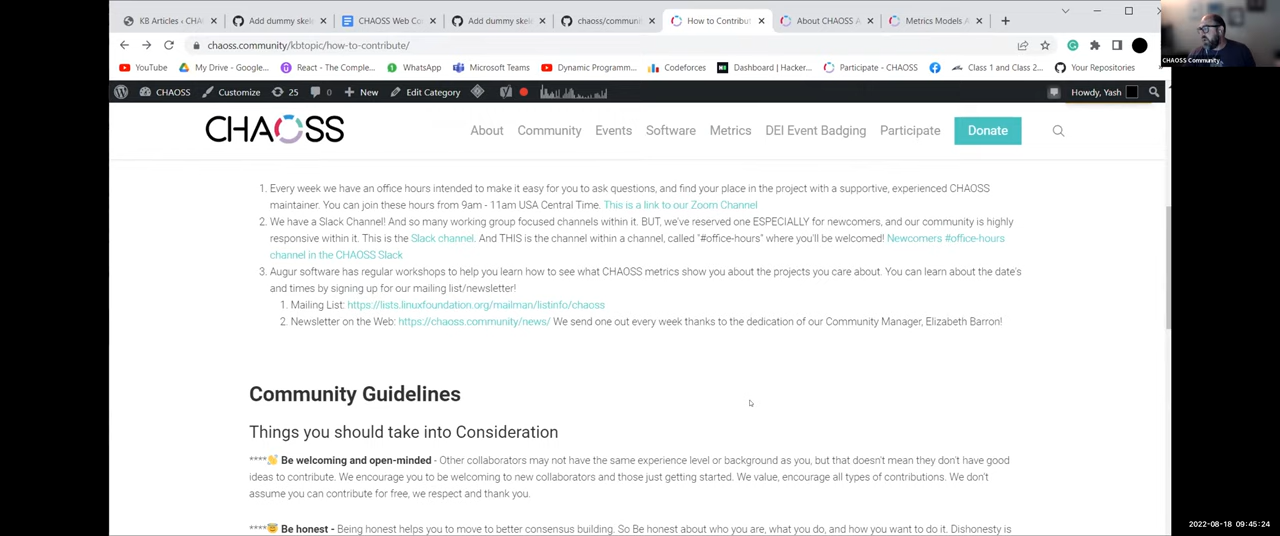 KB Articles ‹ CHA
Add dummy skel
CHAOSS Web Co
Add dummy skel
chaoss/commun
How to Contribut
About CHAOSS A
Metrics Models A
chaoss.community/kbtopic/how-to-contribute/
YouTube
My Drive - Google...
React - The Comple...
WhatsApp
Microsoft Teams
Dynamic Programm...
Codeforces
Dashboard | Hacker...
Participate - CHAOSS
Class 1 and Class 2...
Your Repositories
CHAOSS Community
CHAOSS
Customize
25
0
New
Edit Category
Howdy, Yash
CHAOSS
About
Community
Events
Software
Metrics
DEI Event Badging
Participate
Donate
1. Every week we have an office hours intended to make it easy for you to ask questions, and find your place in the project with a supportive, experienced CHAOSS
maintainer. You can join these hours from 9am - 11am USA Central Time. This is a link to our Zoom Channel
2. We have a Slack Channel! And so many working group focused channels within it. BUT, we've reserved one ESPECIALLY for newcomers, and our community is highly
responsive within it. This is the Slack channel. And THIS is the channel within a channel, called "#office-hours" where you'll be welcomed! Newcomers #office-hours
channel in the CHAOSS Slack
3. Augur software has regular workshops to help you learn how to see what CHAOSS metrics show you about the projects you care about. You can learn about the date's
and times by signing up for our mailing list/newsletter!
1. Mailing List: https://lists.linuxfoundation.org/mailman/listinfo/chaoss
2. Newsletter on the Web: https://chaoss.community/news/ We send one out every week thanks to the dedication of our Community Manager, Elizabeth Barron!
Community Guidelines
Things you should take into Consideration
****👋 Be welcoming and open-minded - Other collaborators may not have the same experience level or background as you, but that doesn't mean they don't have good
ideas to contribute. We encourage you to be welcoming to new collaborators and those just getting started. We value, encourage all types of contributions. We don't
assume you can contribute for free, we respect and thank you.
****😇 Be honest - Being honest helps you to move to better consensus building. So Be honest about who you are, what you do, and how you want to do it. Dishonesty is
2022-08-18 09:45:24